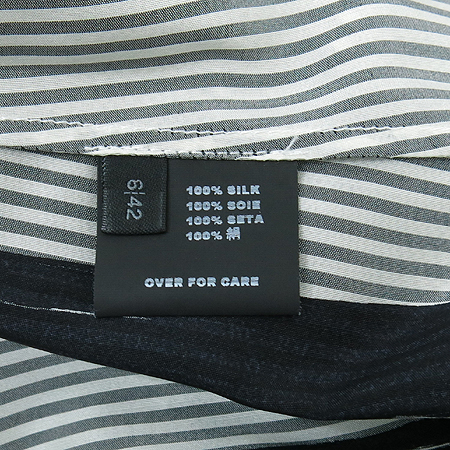 6|42
100% SILK
100% SOIE
100% SETA
100% 絹
OVER FOR CARE